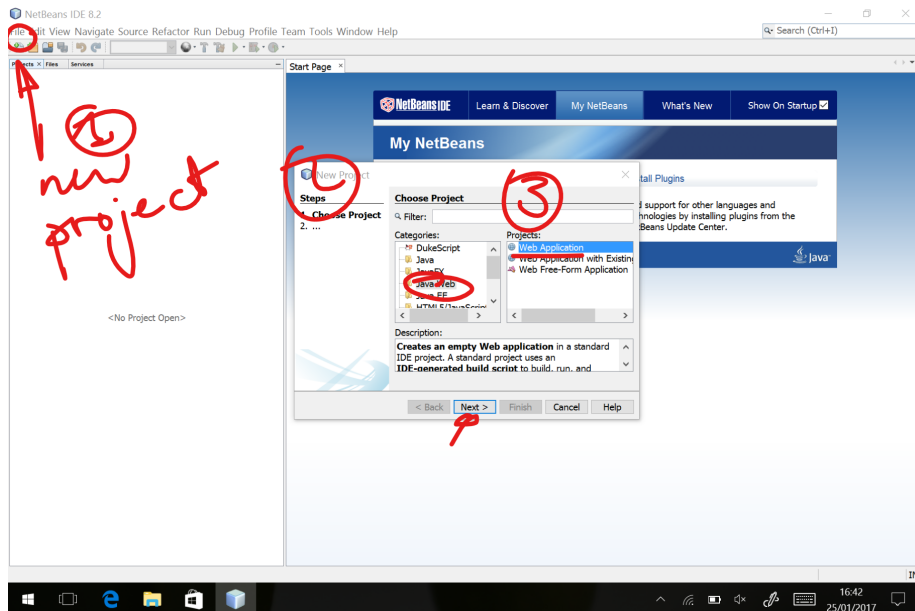 NetBeans IDE 8.2
File Edit View Navigate Source Refactor Run Debug Profile Team Tools Window Help
Search (Ctrl+I)
Projects Files Services
Start Page
1
new
project
NetBeans IDE Learn & Discover My NetBeans What's New Show On Startup
My NetBeans
2
3
New Project
tall Plugins
Steps
Choose Project
1. Choose Project
2. ...
Filter:
d support for other languages and
hnologies by installing plugins from the
Beans Update Center.
Categories:
Projects:
DukeScript
Java
JavaFX
Java Web
Java EE
HTML5/JavaScript
Web Application
Web Application with Existing
Web Free-Form Application
Java
<No Project Open>
Description:
Creates an empty Web application in a standard
IDE project. A standard project uses an
IDE-generated build script to build, run, and
< Back Next > Finish Cancel Help
16:42
25/01/2017